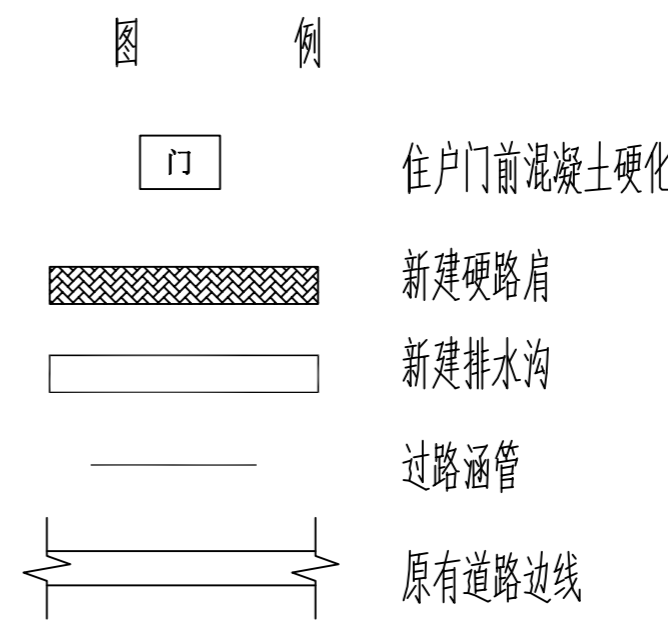 图 例
门 住户门前混凝土硬化
新建硬路肩
新建排水沟
过路涵管
原有道路边线